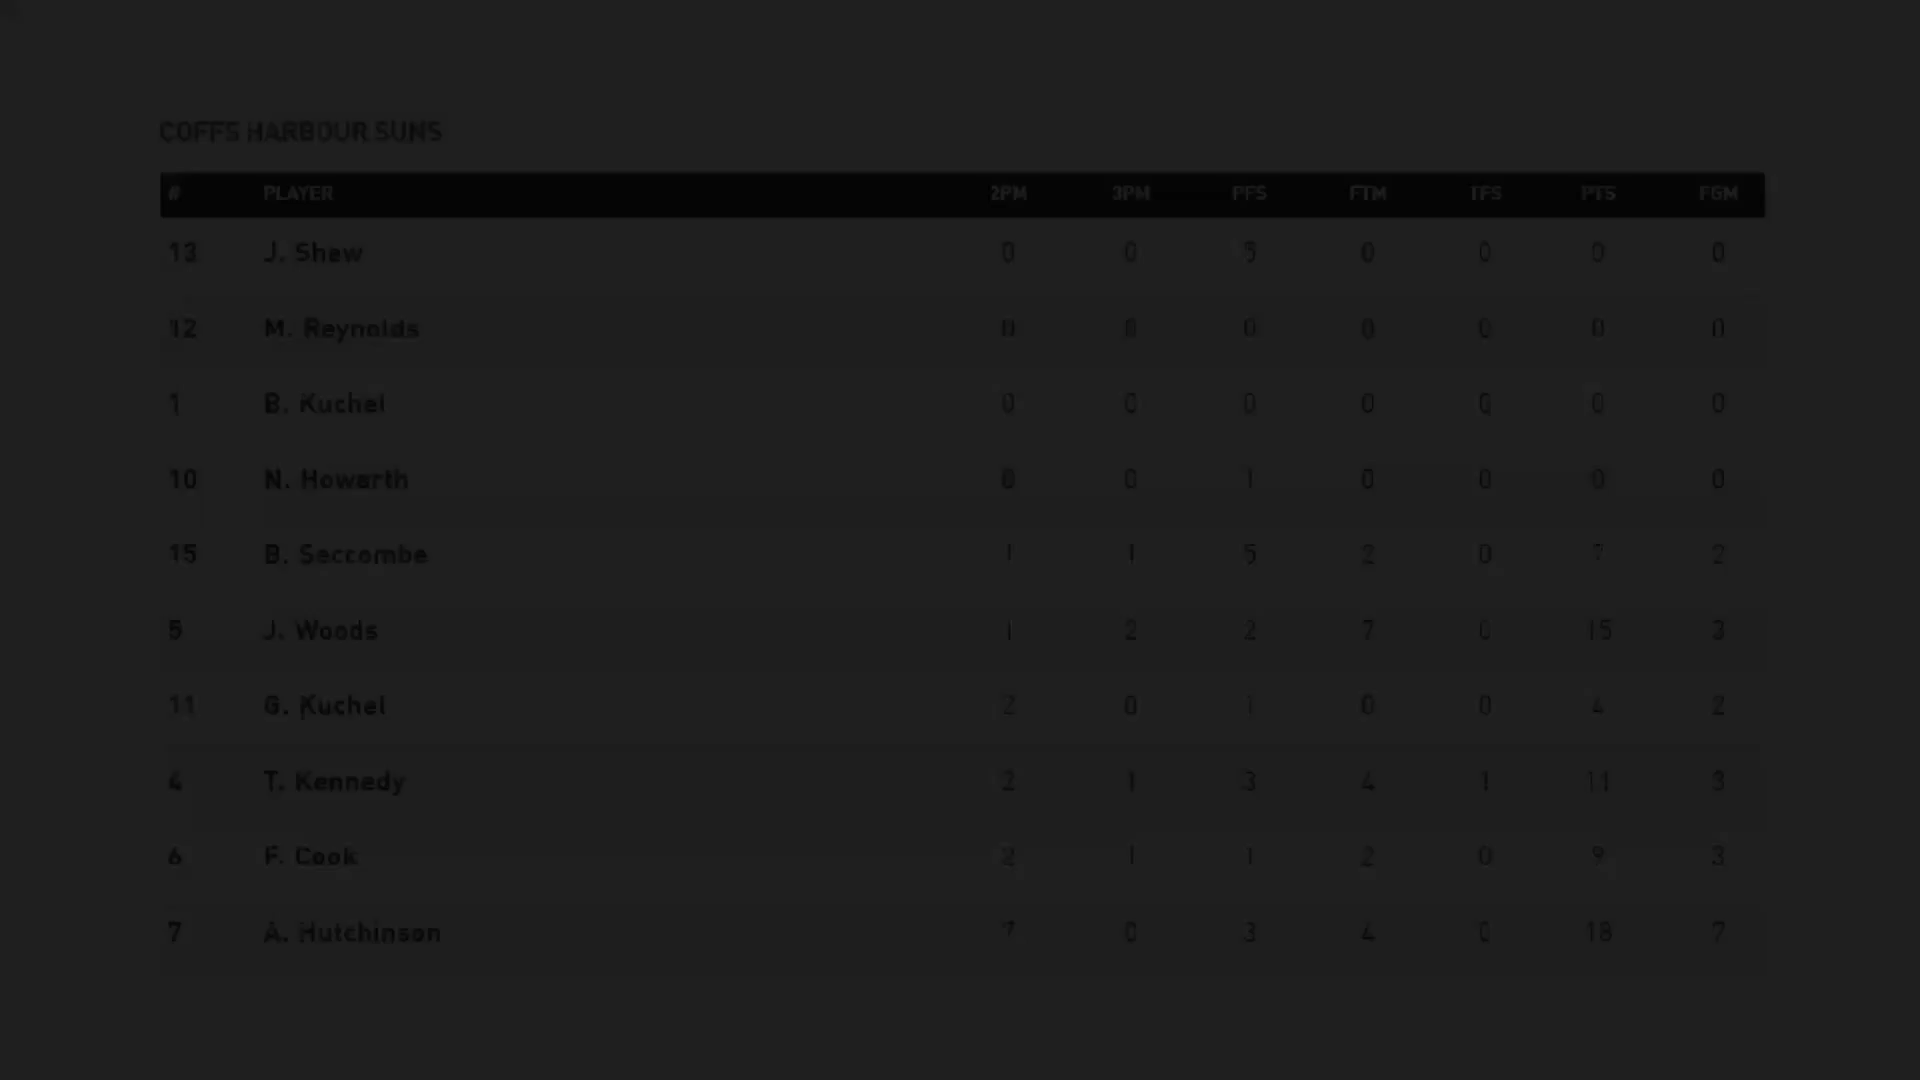 COFFS HARBOUR SUNS
# PLAYER 2PM 3PM PFS FTM TFS PTS FGM
13 J. Shaw 0 0 5 0 0 0 0
12 M. Reynolds 0 0 0 0 0 0 0
1 B. Kuchel 0 0 0 0 0 0 0
10 N. Howarth 0 0 1 0 0 0 0
15 B. Seccombe 1 1 5 2 0 7 2
5 J. Woods 1 2 2 7 0 15 3
11 G. Kuchel 2 0 1 0 0 4 2
4 T. Kennedy 2 1 3 4 1 11 3
6 F. Cook 2 1 1 2 0 9 3
7 A. Hutchinson 7 0 3 4 0 18 7